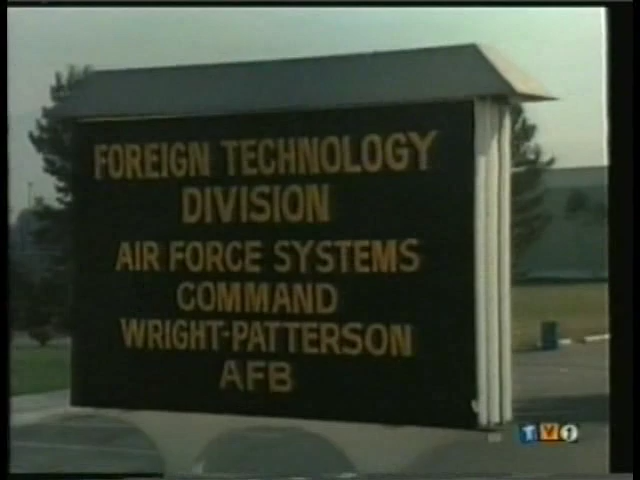 FOREIGN TECHNOLOGY
DIVISION
AIR FORCE SYSTEMS
COMMAND
WRIGHT-PATTERSON
AFB
TV1